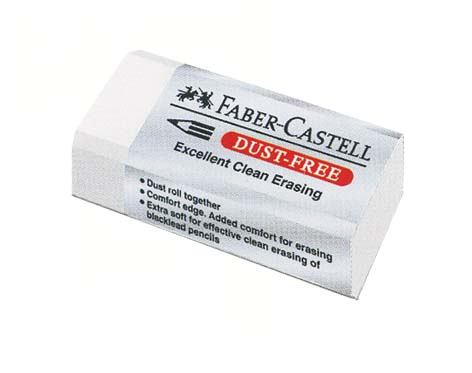 FABER-CASTELL
DUST-FREE
Excellent Clean Erasing
• Dust roll together
• Comfort edge. Added comfort for erasing
• Extra soft for effective clean erasing of
blacklead pencils